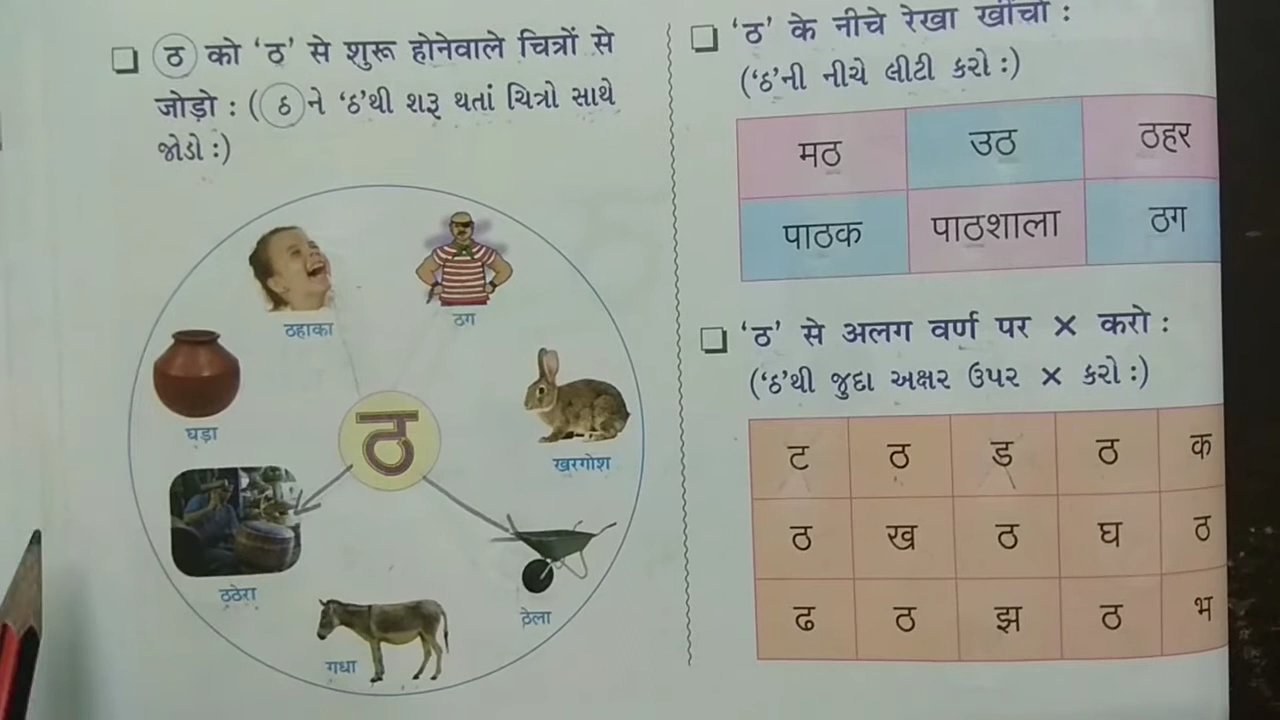 ठ को ‘ठ’ से शुरू होनेवाले चित्रों से
जोड़ो : (ઠ ને ‘ઠ’થી શરૂ થતાં ચિત્રો સાથે
જોડો :)
ठहाका
ठग
घड़ा
खरगोश
ठ
ठठेरा
ठेला
गधा
‘ठ’ के नीचे रेखा खींचो :
(‘ઠ’ની નીચે લીટી કરો :)
मठ उठ ठहर
पाठक पाठशाला ठग
‘ठ’ से अलग वर्ण पर × करो :
(‘ઠ’થી જુદા અક્ષર ઉપર × કરો :)
ट ठ ड ठ क
ठ ख ठ घ ठ
ढ ठ झ ठ भ